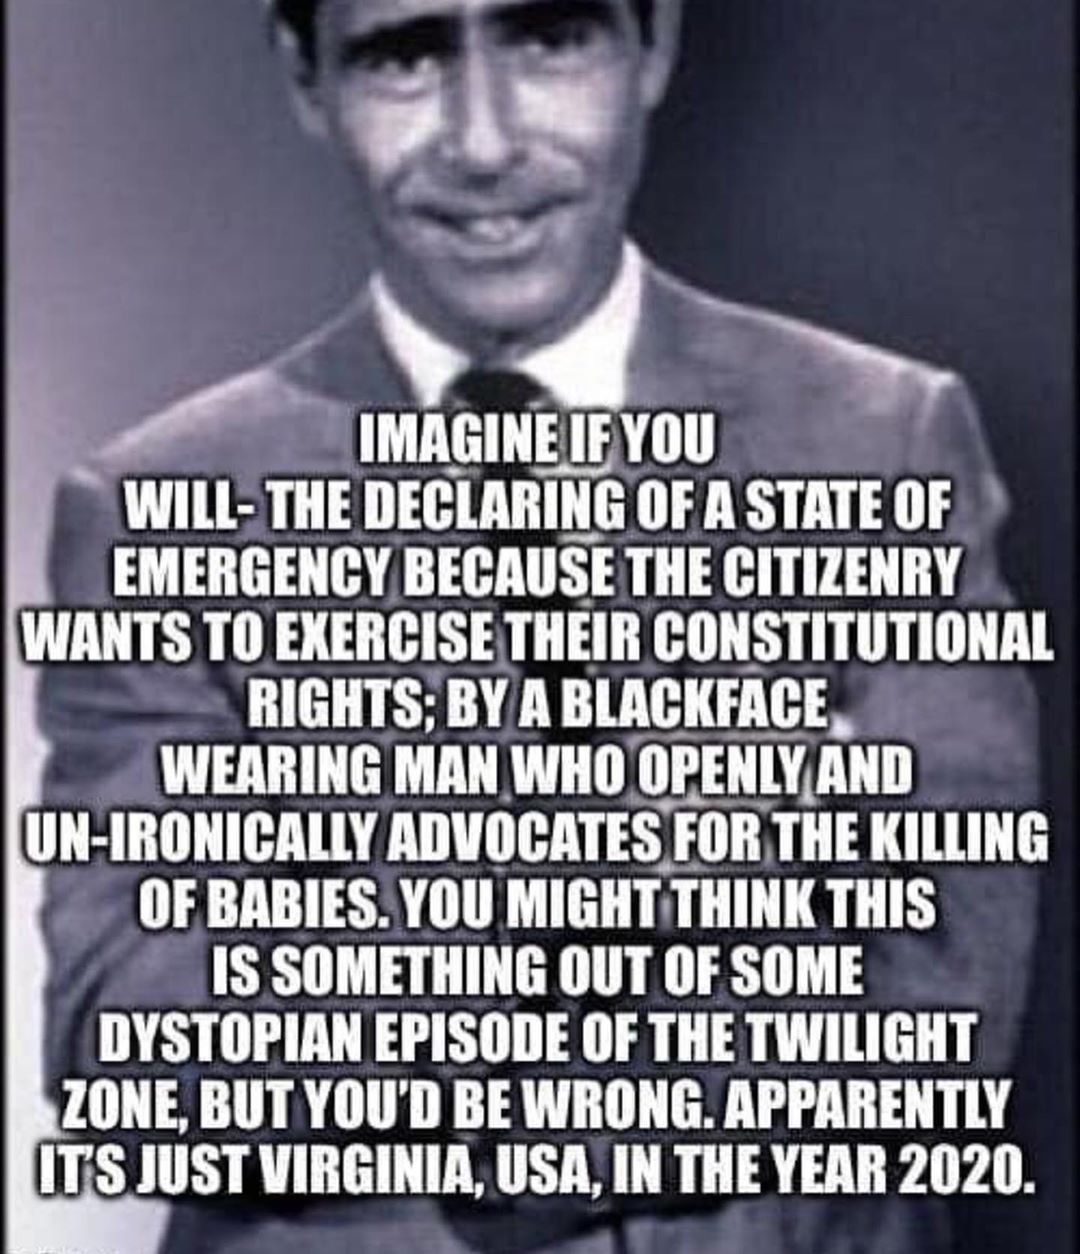 IMAGINE IF YOU
WILL- THE DECLARING OF A STATE OF
EMERGENCY BECAUSE THE CITIZENRY
WANTS TO EXERCISE THEIR CONSTITUTIONAL
RIGHTS; BY A BLACKFACE
WEARING MAN WHO OPENLY AND
UN-IRONICALLY ADVOCATES FOR THE KILLING
OF BABIES. YOU MIGHT THINK THIS
IS SOMETHING OUT OF SOME
DYSTOPIAN EPISODE OF THE TWILIGHT
ZONE, BUT YOU'D BE WRONG. APPARENTLY
IT'S JUST VIRGINIA, USA, IN THE YEAR 2020.